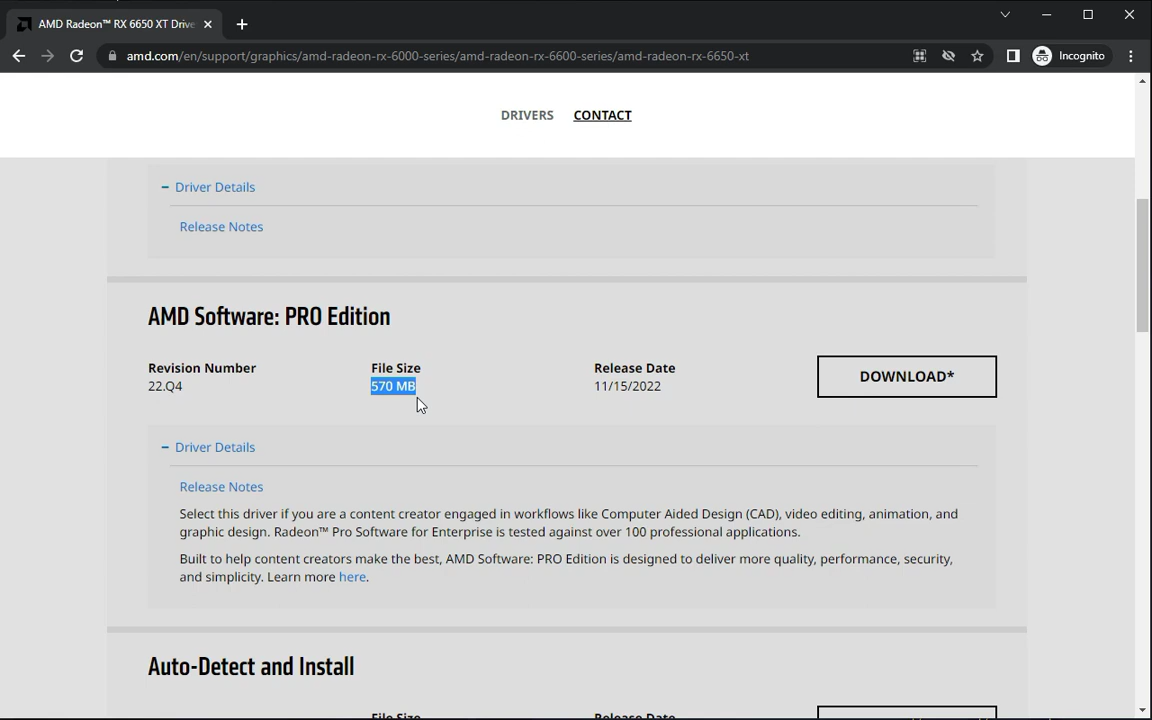 AMD Radeon™ RX 6650 XT Drive
amd.com/en/support/graphics/amd-radeon-rx-6000-series/amd-radeon-rx-6600-series/amd-radeon-rx-6650-xt
Incognito
DRIVERS CONTACT
− Driver Details
Release Notes
AMD Software: PRO Edition
Revision Number File Size Release Date
22.Q4 570 MB 11/15/2022
DOWNLOAD*
− Driver Details
Release Notes
Select this driver if you are a content creator engaged in workflows like Computer Aided Design (CAD), video editing, animation, and
graphic design. Radeon™ Pro Software for Enterprise is tested against over 100 professional applications.
Built to help content creators make the best, AMD Software: PRO Edition is designed to deliver more quality, performance, security,
and simplicity. Learn more here.
Auto-Detect and Install
File Size Release Date